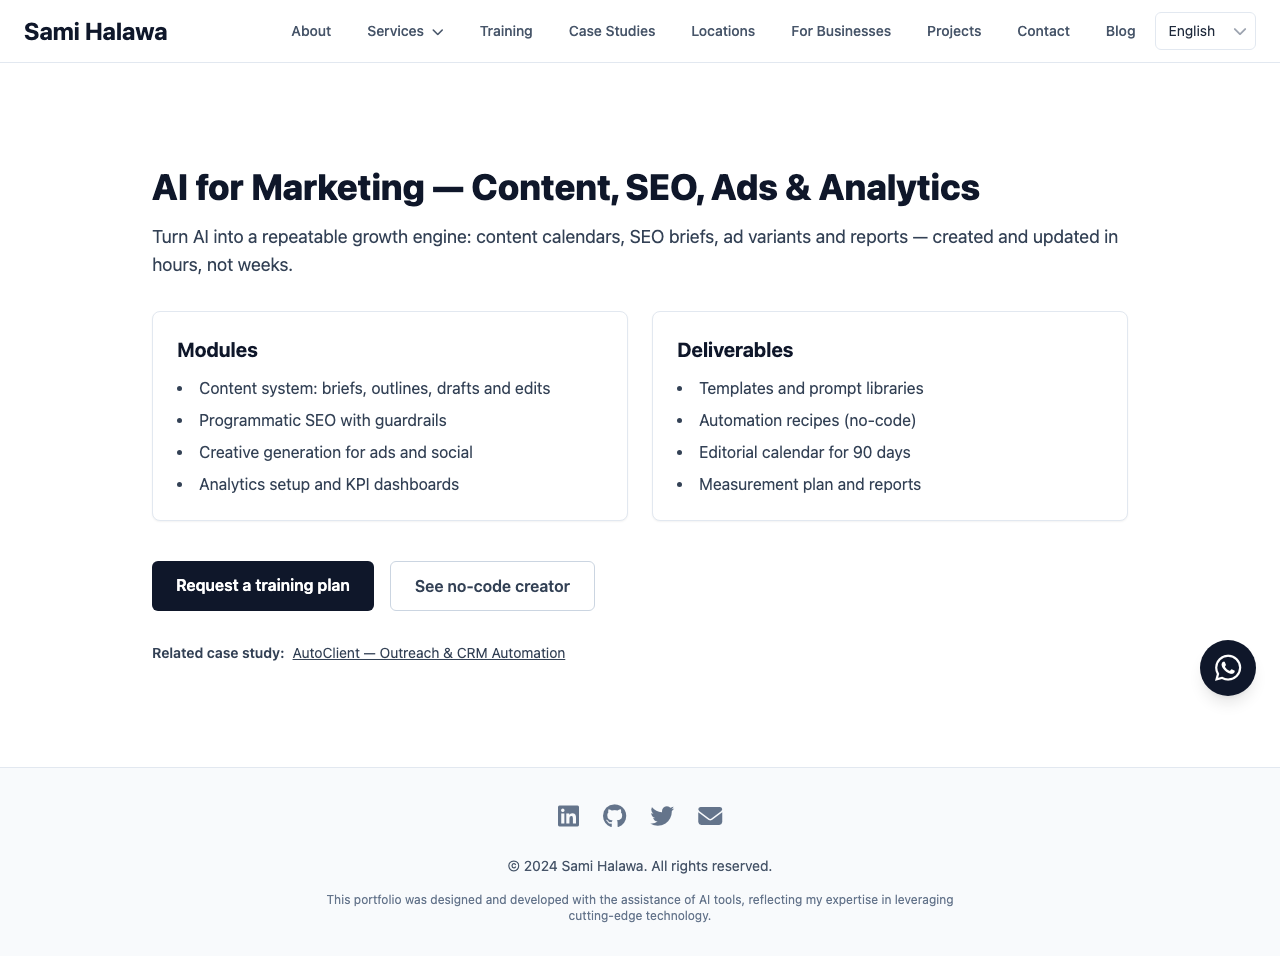 Sami Halawa
About
Services
Training
Case Studies
Locations
For Businesses
Projects
Contact
Blog
English
AI for Marketing — Content, SEO, Ads & Analytics
Turn AI into a repeatable growth engine: content calendars, SEO briefs, ad variants and reports — created and updated in
hours, not weeks.
Modules
• Content system: briefs, outlines, drafts and edits
• Programmatic SEO with guardrails
• Creative generation for ads and social
• Analytics setup and KPI dashboards
Deliverables
• Templates and prompt libraries
• Automation recipes (no-code)
• Editorial calendar for 90 days
• Measurement plan and reports
Request a training plan
See no-code creator
Related case study: AutoClient — Outreach & CRM Automation
© 2024 Sami Halawa. All rights reserved.
This portfolio was designed and developed with the assistance of AI tools, reflecting my expertise in leveraging
cutting-edge technology.